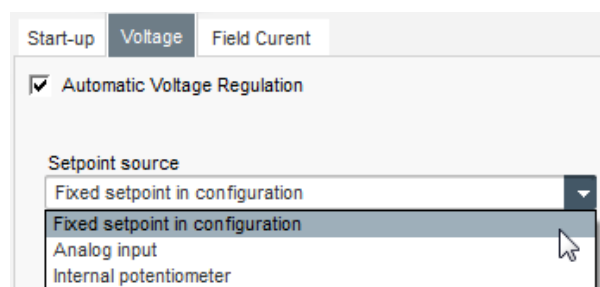 Start-up Voltage Field Curent
Automatic Voltage Regulation
Setpoint source
Fixed setpoint in configuration
Fixed setpoint in configuration
Analog input
Internal potentiometer